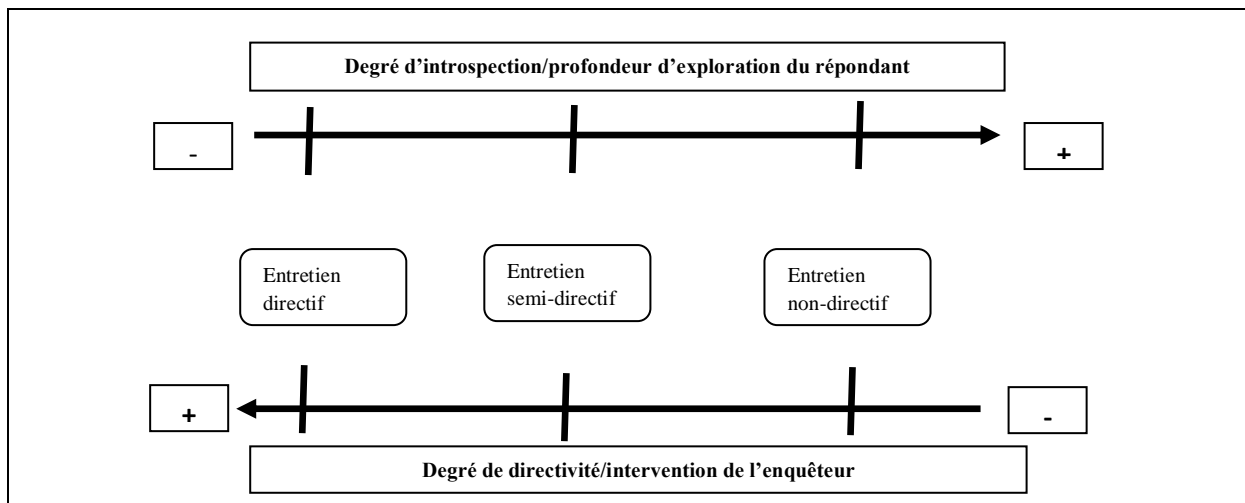 Degré d'introspection/profondeur d'exploration du répondant
-
+
Entretien
directif
Entretien
semi-directif
Entretien
non-directif
+
-
Degré de directivité/intervention de l'enquêteur